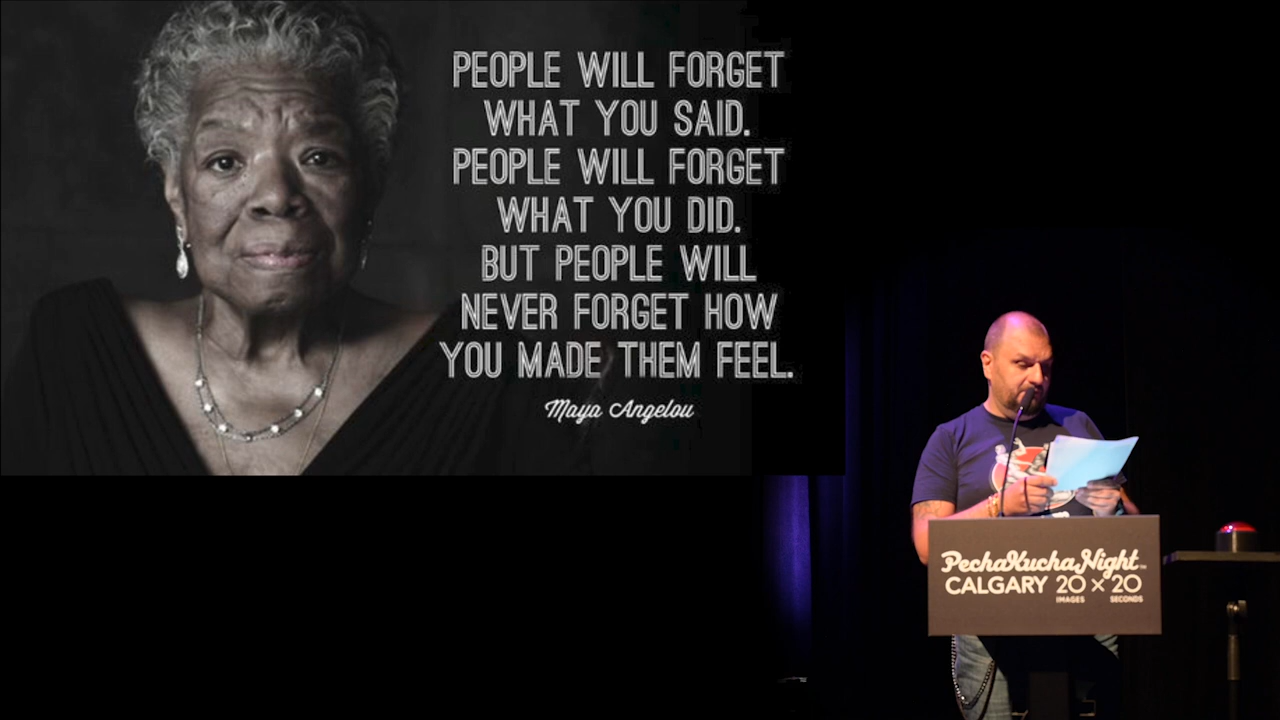 PEOPLE WILL FORGET
WHAT YOU SAID.
PEOPLE WILL FORGET
WHAT YOU DID.
BUT PEOPLE WILL
NEVER FORGET HOW
YOU MADE THEM FEEL.
Maya Angelou
PechaKucha Night™
CALGARY 20×20
IMAGES SECONDS